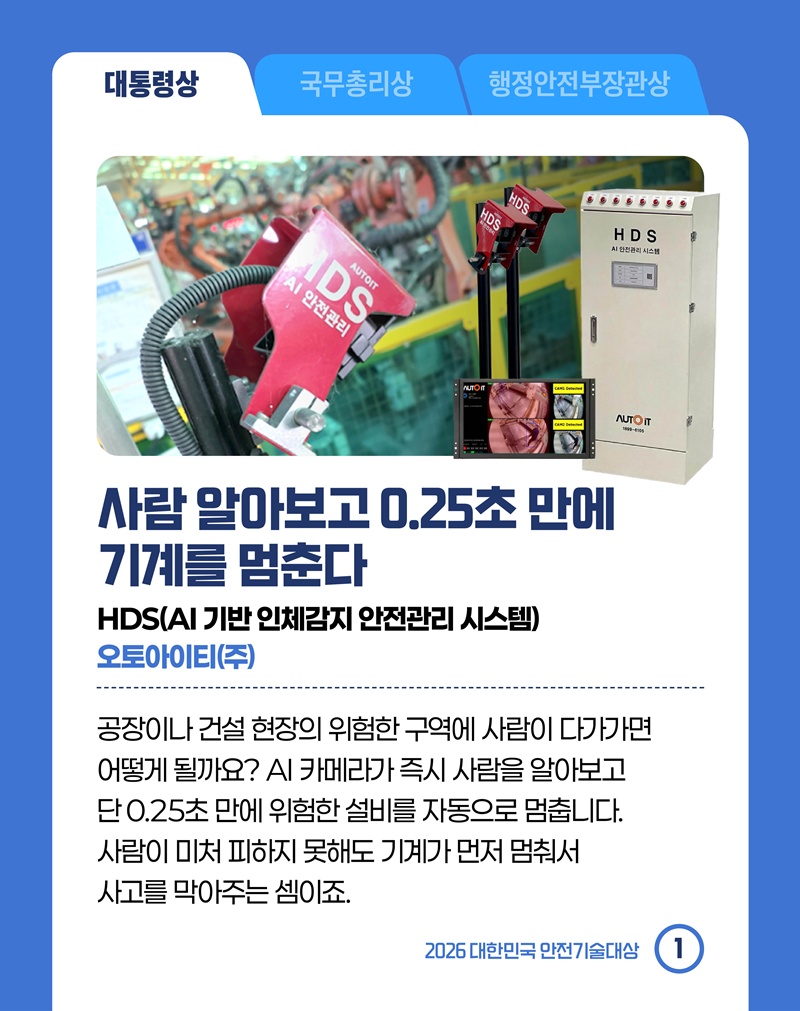 대통령상
국무총리상
행정안전부장관상
HDS
AUTOIT
AI 안전관리
HDS
HDS
HDS
AI 안전관리 시스템
AUTOIT
CAM1 Detected
AUTOIT
1899-6105
사람 알아보고 0.25초 만에
기계를 멈춘다
HDS(AI 기반 인체감지 안전관리 시스템)
오토아이티(주)
공장이나 건설 현장의 위험한 구역에 사람이 다가가면
어떻게 될까요? AI 카메라가 즉시 사람을 알아보고
단 0.25초 만에 위험한 설비를 자동으로 멈춥니다.
사람이 미처 피하지 못해도 기계가 먼저 멈춰서
사고를 막아주는 셈이죠.
2026 대한민국 안전기술대상
1